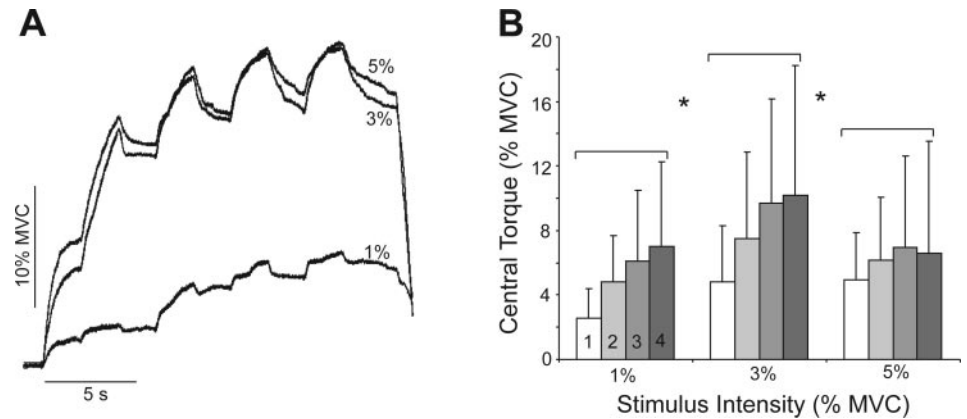 A
10% MVC
5%
3%
1%
5 s
B
Central Torque (% MVC)
20
16
12
8
4
0
*
*
1 2 3 4
1% 3% 5%
Stimulus Intensity (% MVC)